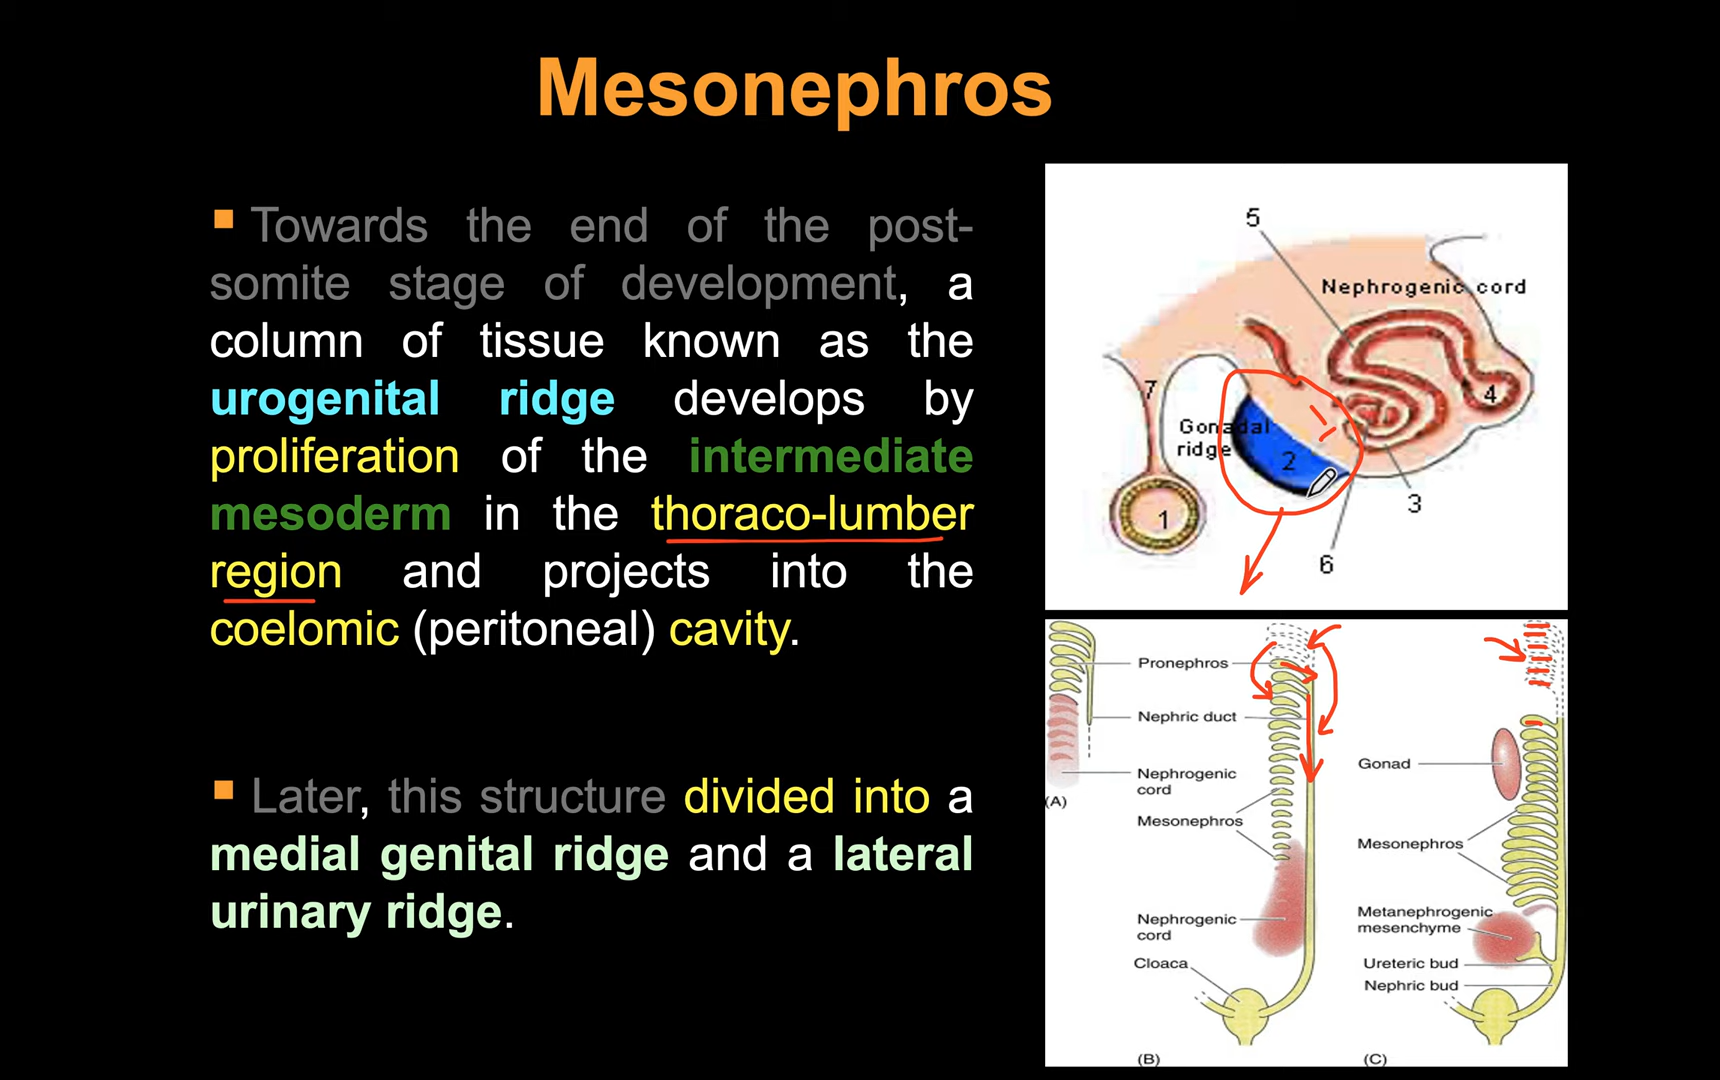 Mesonephros
Towards the end of the post-
somite stage of development, a
column of tissue known as the
urogenital ridge develops by
proliferation of the intermediate
mesoderm in the thoraco-lumber
region and projects into the
coelomic (peritoneal) cavity.
Later, this structure divided into a
medial genital ridge and a lateral
urinary ridge.
5
Nephrogenic cord
7
4
Gonadal
ridge
2
3
1
6
Pronephros
Nephric duct
Nephrogenic
cord
(A)
Mesonephros
Nephrogenic
cord
Cloaca
(B)
Gonad
Mesonephros
Metanephrogenic
mesenchyme
Ureteric bud
Nephric bud
(C)